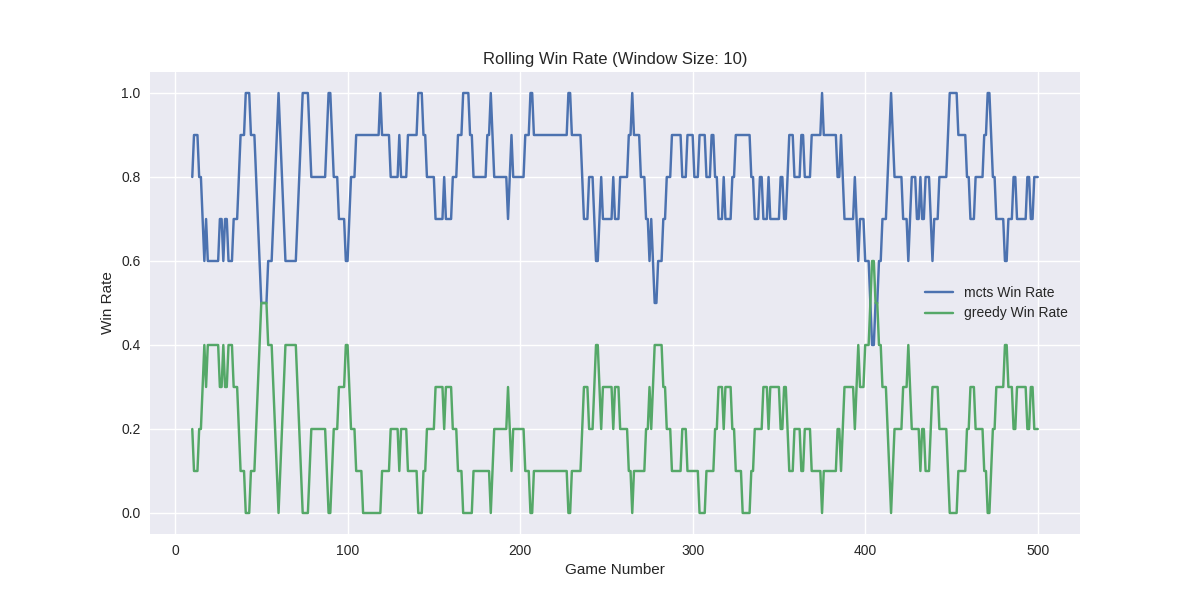 Rolling Win Rate (Window Size: 10)
1.0
0.8
0.6
0.4
0.2
0.0
Win Rate
mcts Win Rate
greedy Win Rate
0 100 200 300 400 500
Game Number